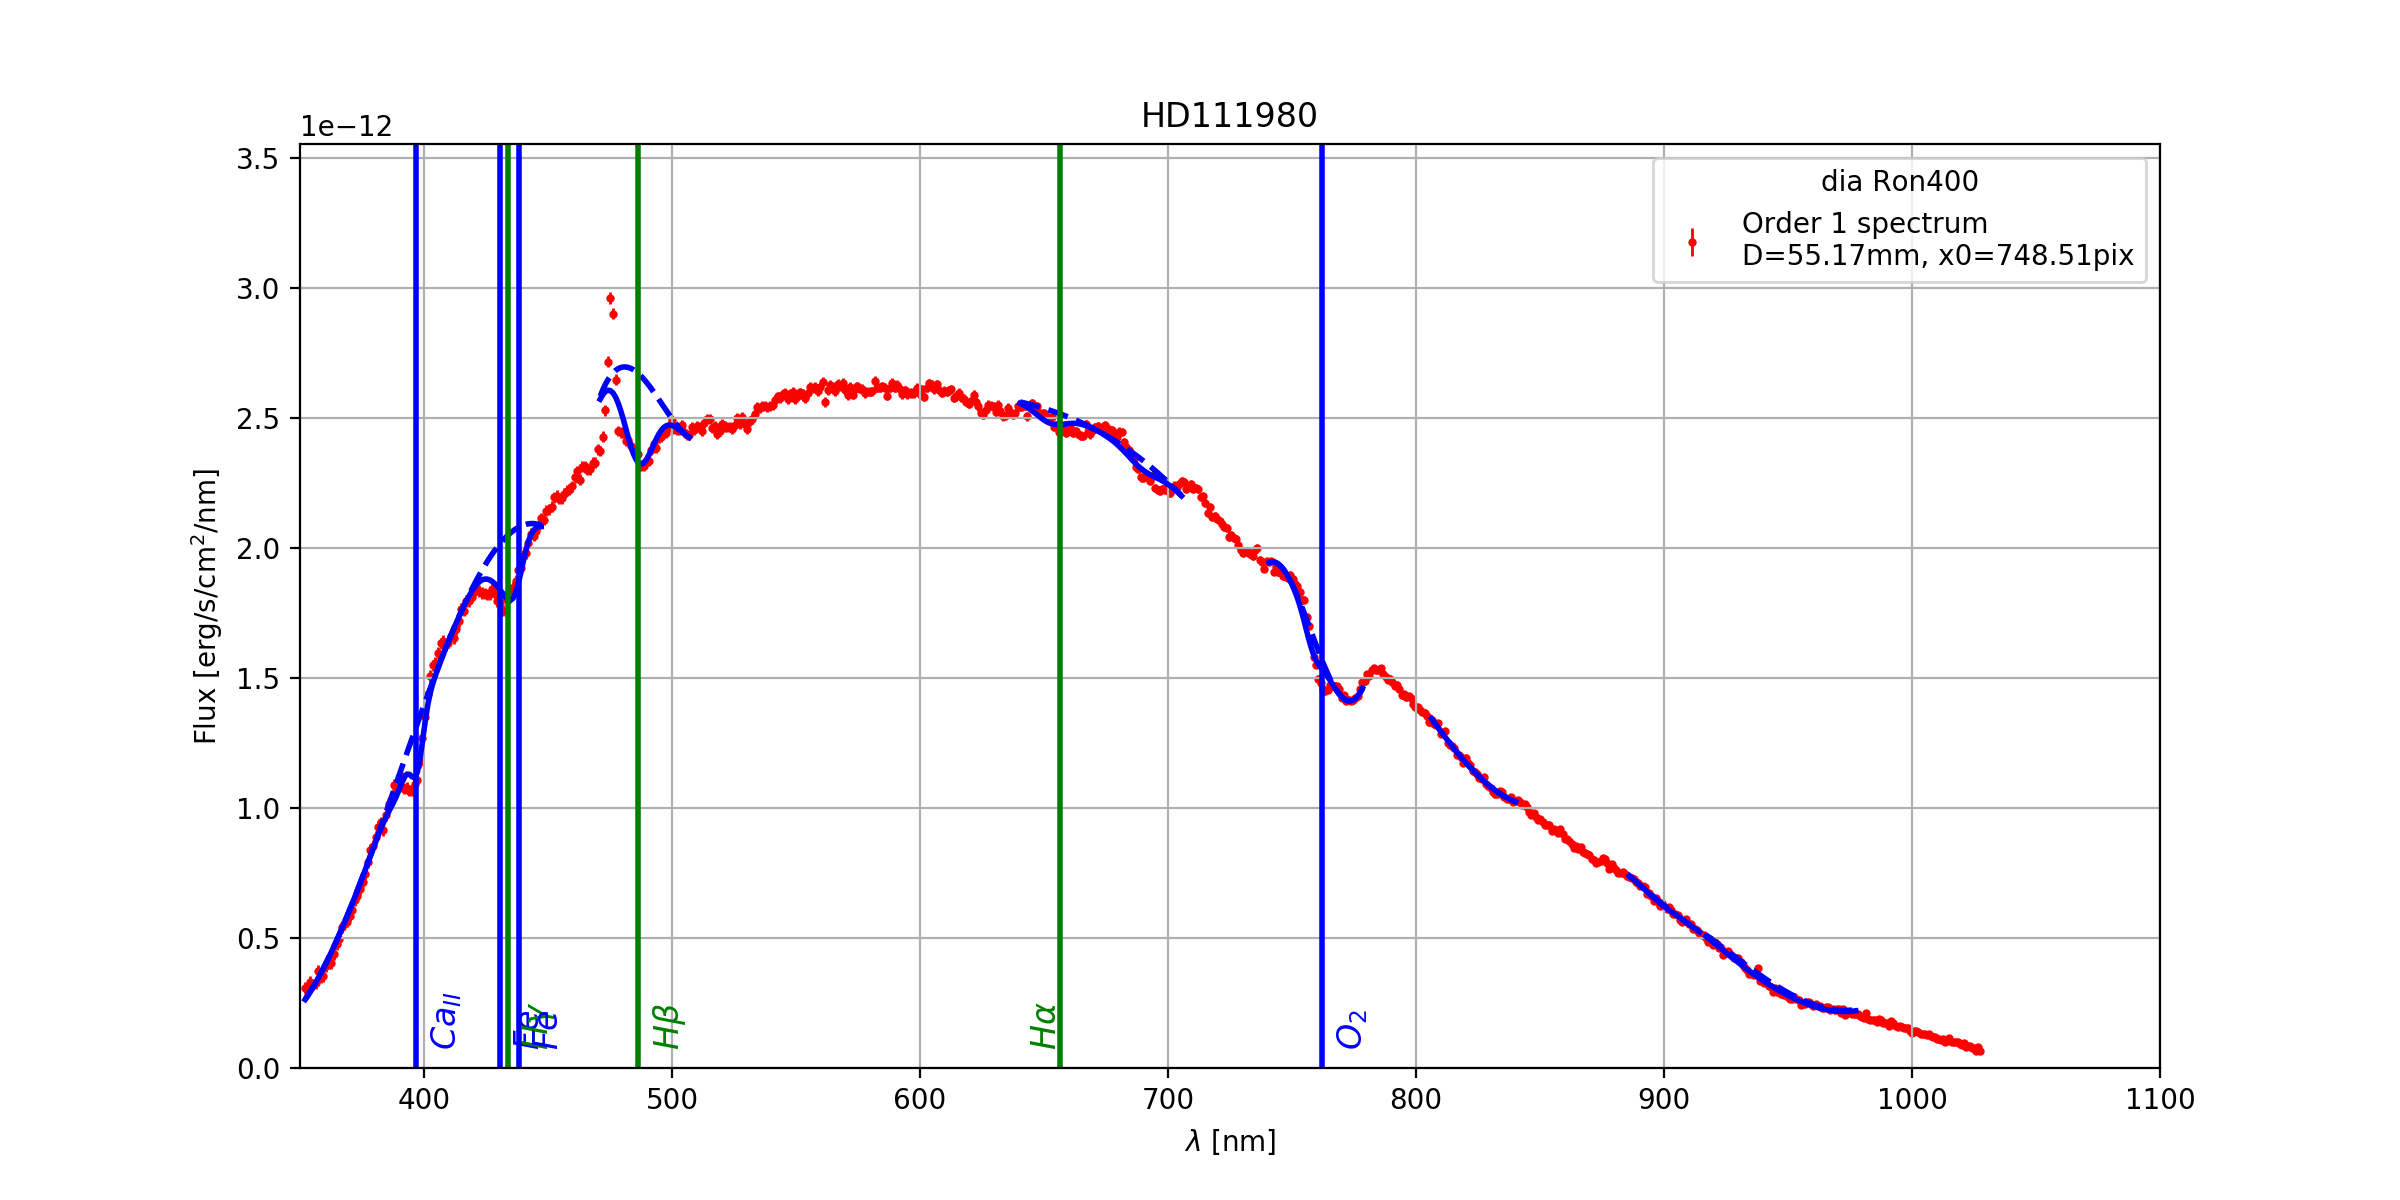 HD111980
1e−12
3.5
3.0
2.5
2.0
1.5
1.0
0.5
0.0
Flux [erg/s/cm²/nm]
dia Ron400
Order 1 spectrum
D=55.17mm, x0=748.51pix
Ca_II
Fe
Hγ
Fe
Hβ
Hα
O₂
400 500 600 700 800 900 1000 1100
λ [nm]